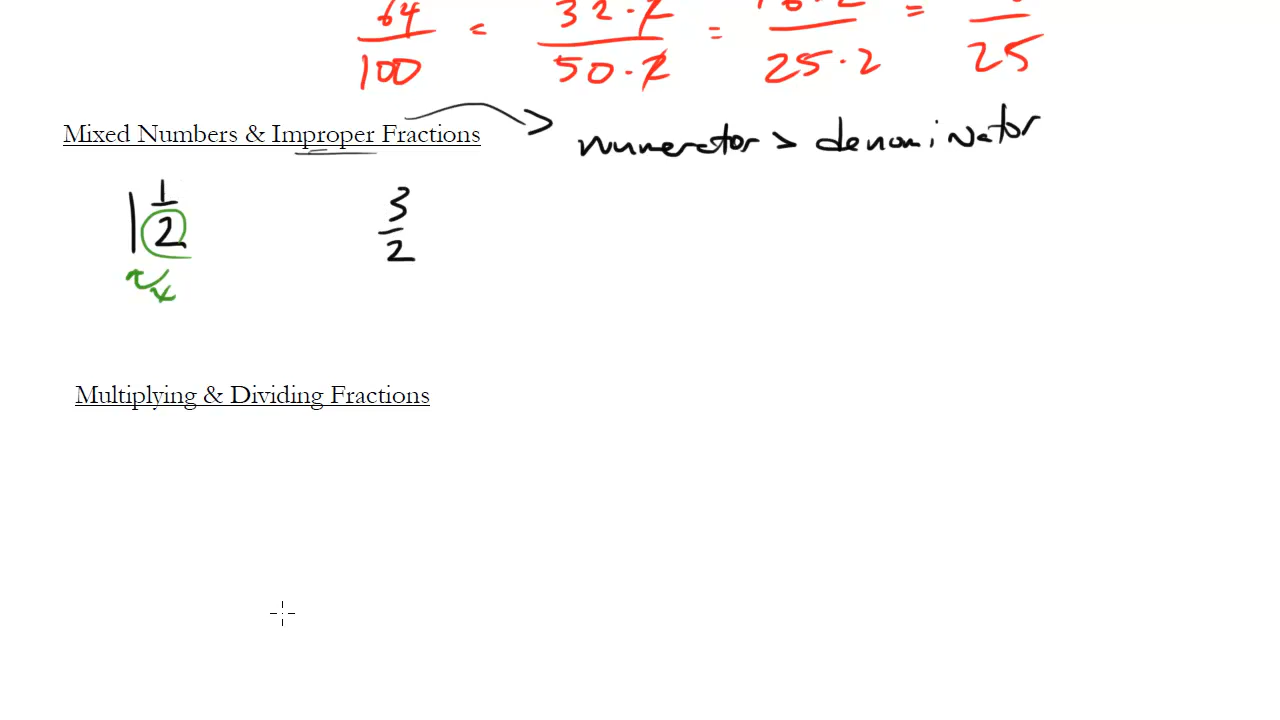 64/100 = 32·2/50·2 = /25·2 = /25
Mixed Numbers & Improper Fractions → numerator > denominator
1 1/2 3/2
Multiplying & Dividing Fractions